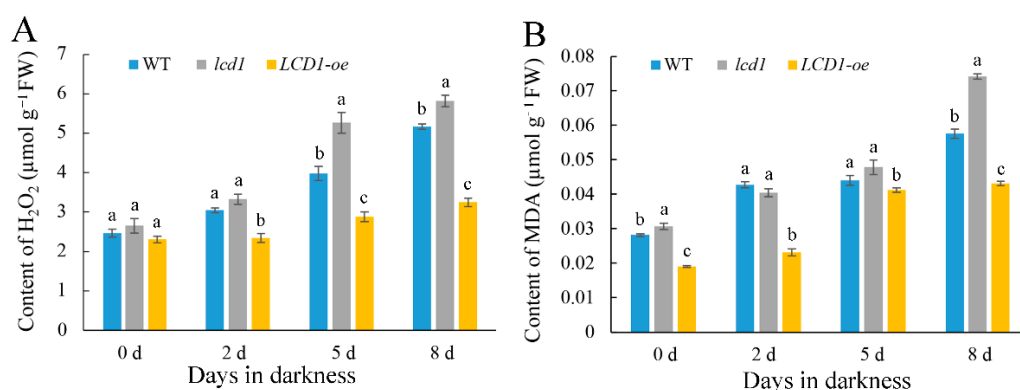 A
WT lcd1 LCD1-oe
Content of H₂O₂ (µmol g⁻¹FW)
7
6
5
4
3
2
1
0
a a a
a a b
b a c
b a c
0 d 2 d 5 d 8 d
Days in darkness
B
WT lcd1 LCD1-oe
Content of MDA (µmol g⁻¹FW)
0.08
0.07
0.06
0.05
0.04
0.03
0.02
0.01
0
b a c
a a b
a a b
b a c
0 d 2 d 5 d 8 d
Days in darkness